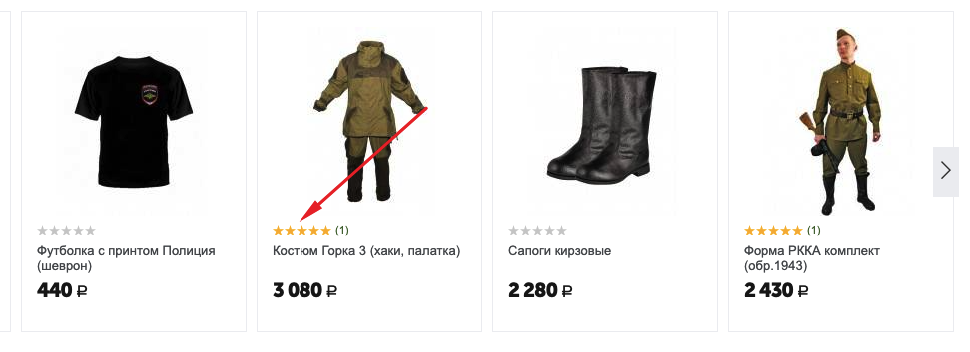 (1)
(1)
Футболка с принтом Полиция
(шеврон)
440 ₽
Костюм Горка 3 (хаки, палатка)
3 080 ₽
Сапоги кирзовые
2 280 ₽
Форма РККА комплект
(обр.1943)
2 430 ₽